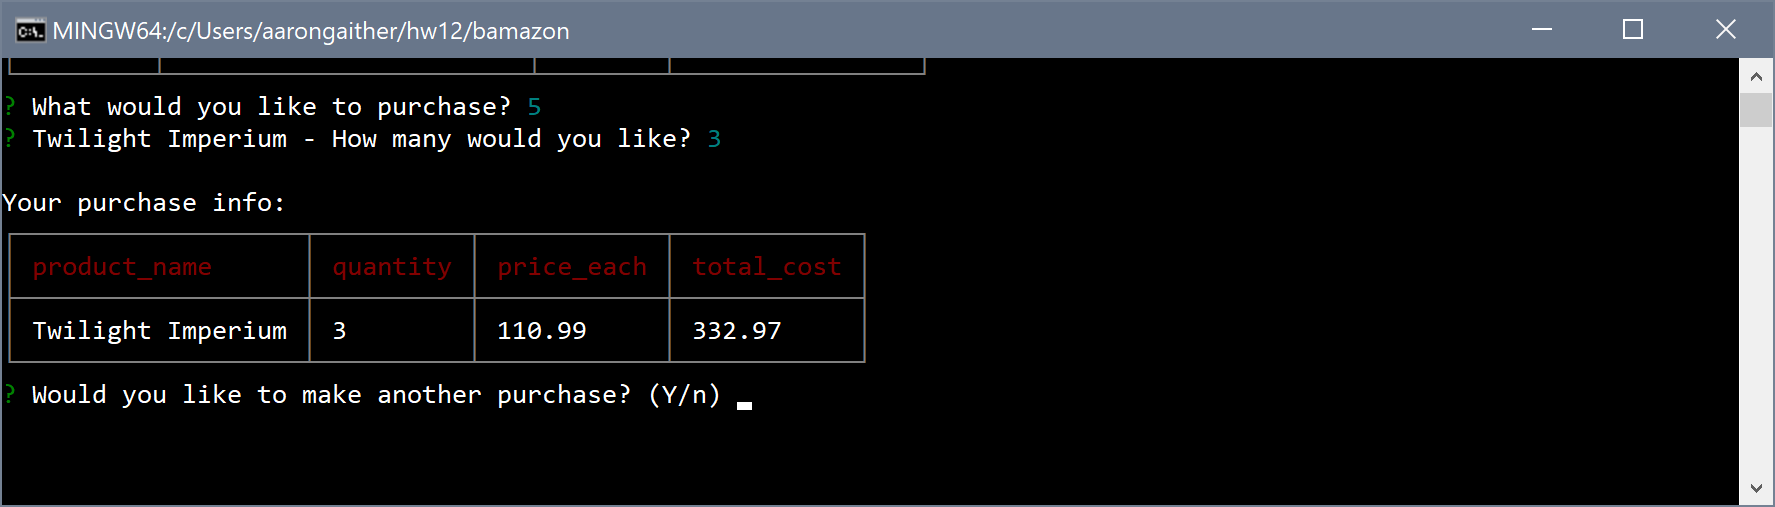 MINGW64:/c/Users/aarongaither/hw12/bamazon
? What would you like to purchase? 5
? Twilight Imperium - How many would you like? 3
Your purchase info:
product_name quantity price_each total_cost
Twilight Imperium 3 110.99 332.97
? Would you like to make another purchase? (Y/n)